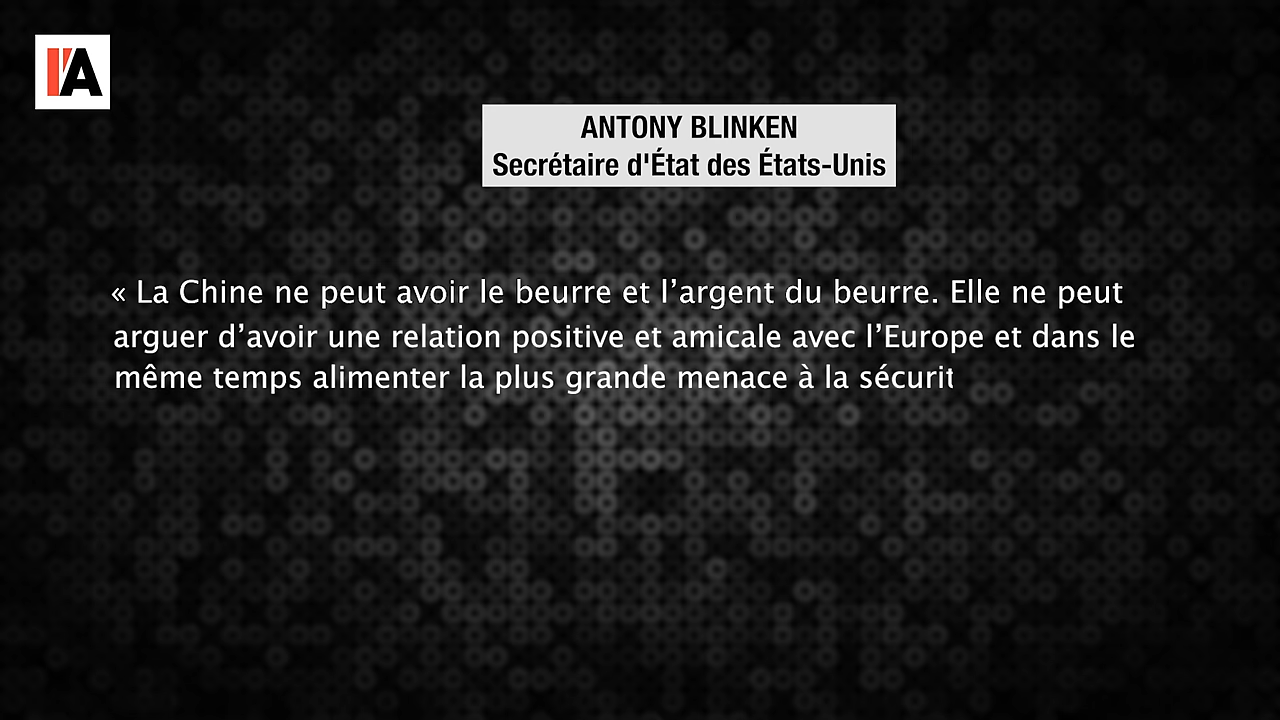 l'A
ANTONY BLINKEN
Secrétaire d'État des États-Unis
« La Chine ne peut avoir le beurre et l’argent du beurre. Elle ne peut
arguer d’avoir une relation positive et amicale avec l’Europe et dans le
même temps alimenter la plus grande menace à la sécurit